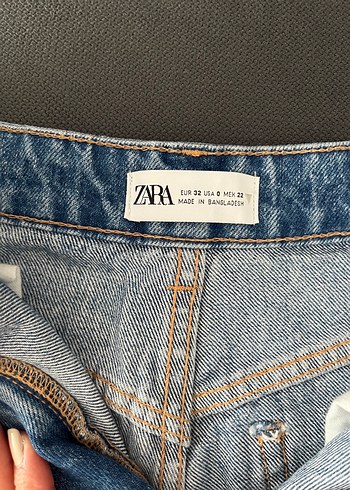 ZARA
EUR 32 USA 0 MEX 22
MADE IN BANGLADESH